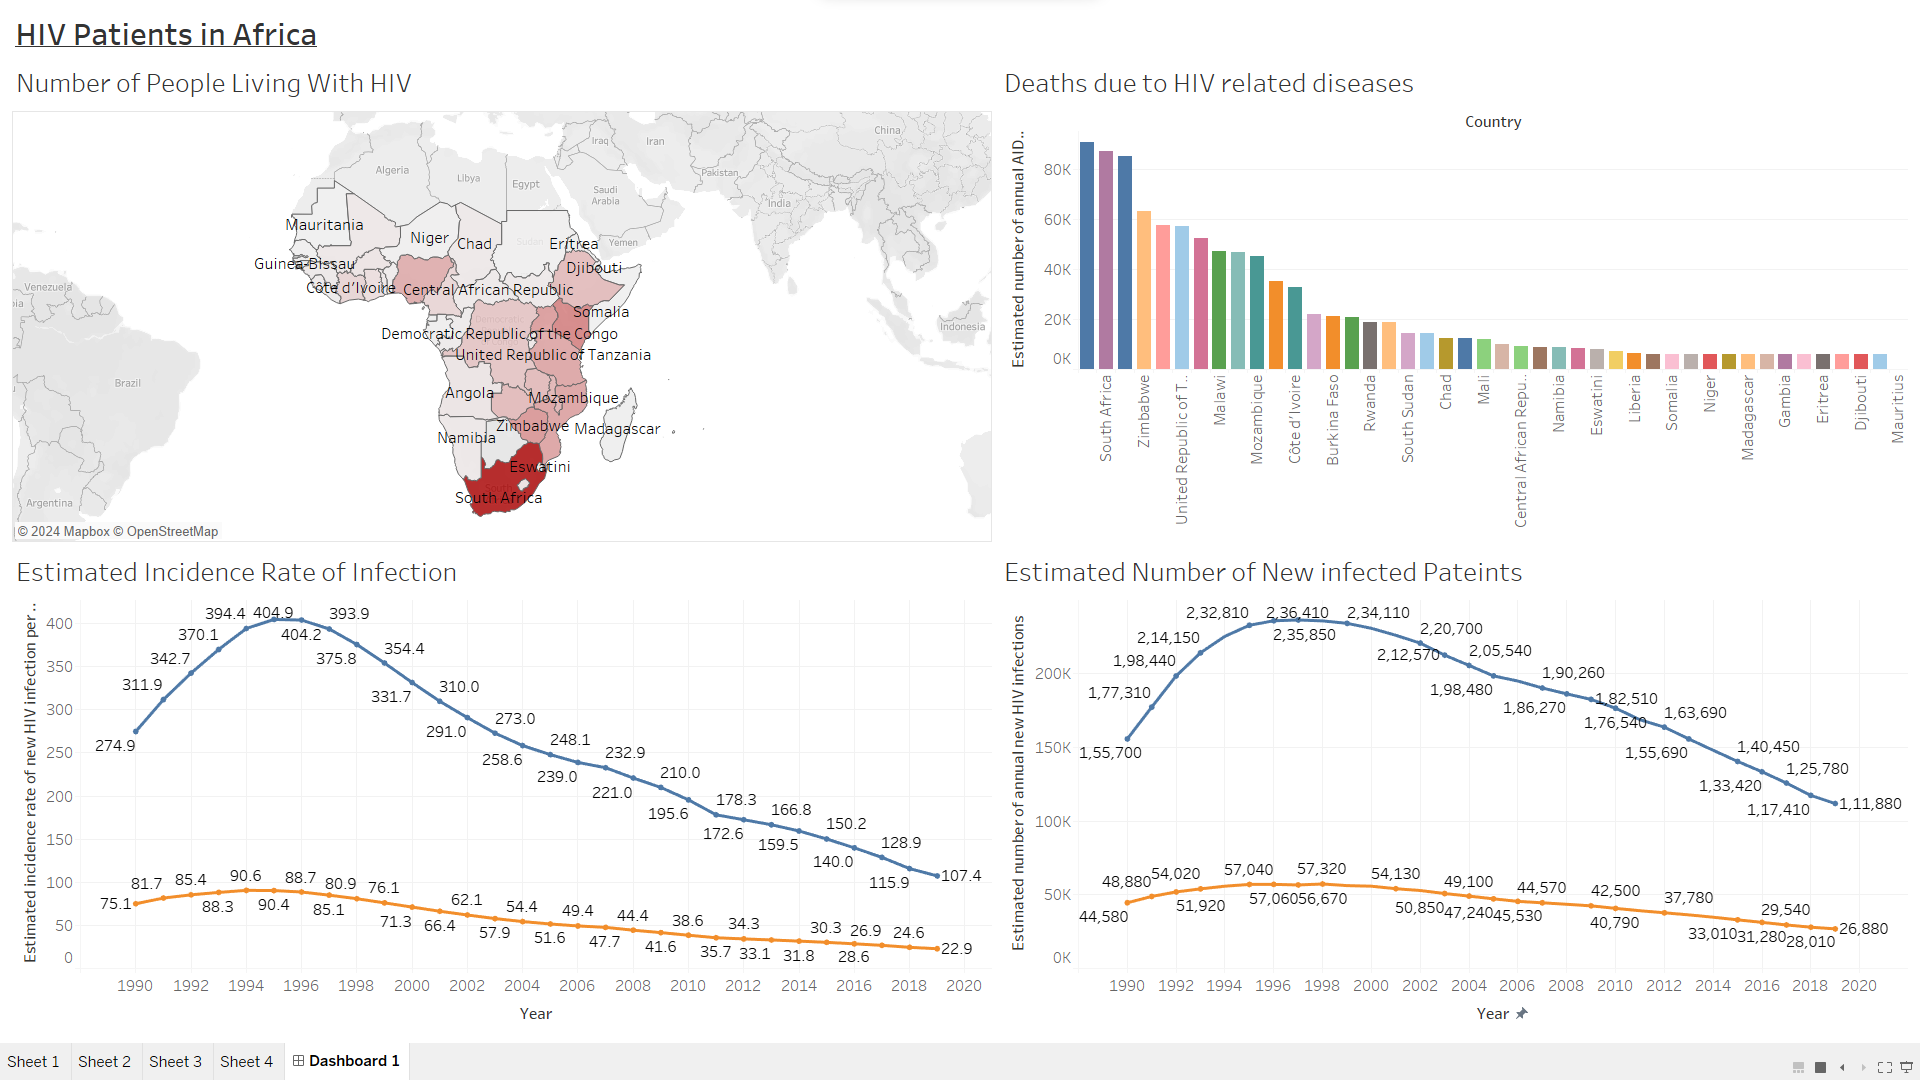 HIV Patients in Africa
Number of People Living With HIV
China
Iraq
Iran
Algeria
Libya
Egypt
Pakistan
Saudi
Arabia
India
Mauritania
Niger
Chad
Sudan
Eritrea
Yemen
Guinea-Bissau
Djibouti
Venezuela
Côte d'Ivoire
Central African Republic
Somalia
Indonesia
Democratic Republic of the Congo
United Republic of Tanzania
Brazil
Angola
Mozambique
Zimbabwe
Madagascar
Namibia
Eswatini
South Africa
Argentina
© 2024 Mapbox © OpenStreetMap
Deaths due to HIV related diseases
Country
Estimated number of annual AID..
80K
60K
40K
20K
0K
South Africa
Zimbabwe
United Republic of T..
Malawi
Mozambique
Côte d'Ivoire
Burkina Faso
Rwanda
South Sudan
Chad
Mali
Central African Repu..
Namibia
Eswatini
Liberia
Somalia
Niger
Madagascar
Gambia
Eritrea
Djibouti
Mauritius
Estimated Incidence Rate of Infection
Estimated incidence rate of new HIV infection per ..
400
350
300
250
200
150
100
50
0
274.9
311.9
342.7
370.1
394.4
404.9
404.2
393.9
375.8
354.4
331.7
310.0
291.0
273.0
258.6
248.1
239.0
232.9
221.0
210.0
195.6
178.3
172.6
166.8
159.5
150.2
140.0
128.9
115.9
107.4
75.1
81.7
85.4
88.3
90.6
90.4
88.7
85.1
80.9
76.1
71.3
66.4
62.1
57.9
54.4
51.6
49.4
47.7
44.4
41.6
38.6
35.7
34.3
33.1
31.8
30.3
28.6
26.9
24.6
22.9
1990 1992 1994 1996 1998 2000 2002 2004 2006 2008 2010 2012 2014 2016 2018 2020
Year
Estimated Number of New infected Pateints
Estimated number of annual new HIV infections
200K
150K
100K
50K
0K
1,55,700
1,77,310
1,98,440
2,14,150
2,32,810
2,36,410
2,35,850
2,34,110
2,20,700
2,12,570
2,05,540
1,98,480
1,90,260
1,86,270
1,82,510
1,76,540
1,63,690
1,55,690
1,40,450
1,33,420
1,25,780
1,17,410
1,11,880
44,580
48,880
54,020
51,920
57,040
57,060
56,670
57,320
54,130
50,850
49,100
47,240
45,530
44,570
42,500
40,790
37,780
33,010
31,280
29,540
28,010
26,880
1990 1992 1994 1996 1998 2000 2002 2004 2006 2008 2010 2012 2014 2016 2018 2020
Year
Sheet 1
Sheet 2
Sheet 3
Sheet 4
Dashboard 1